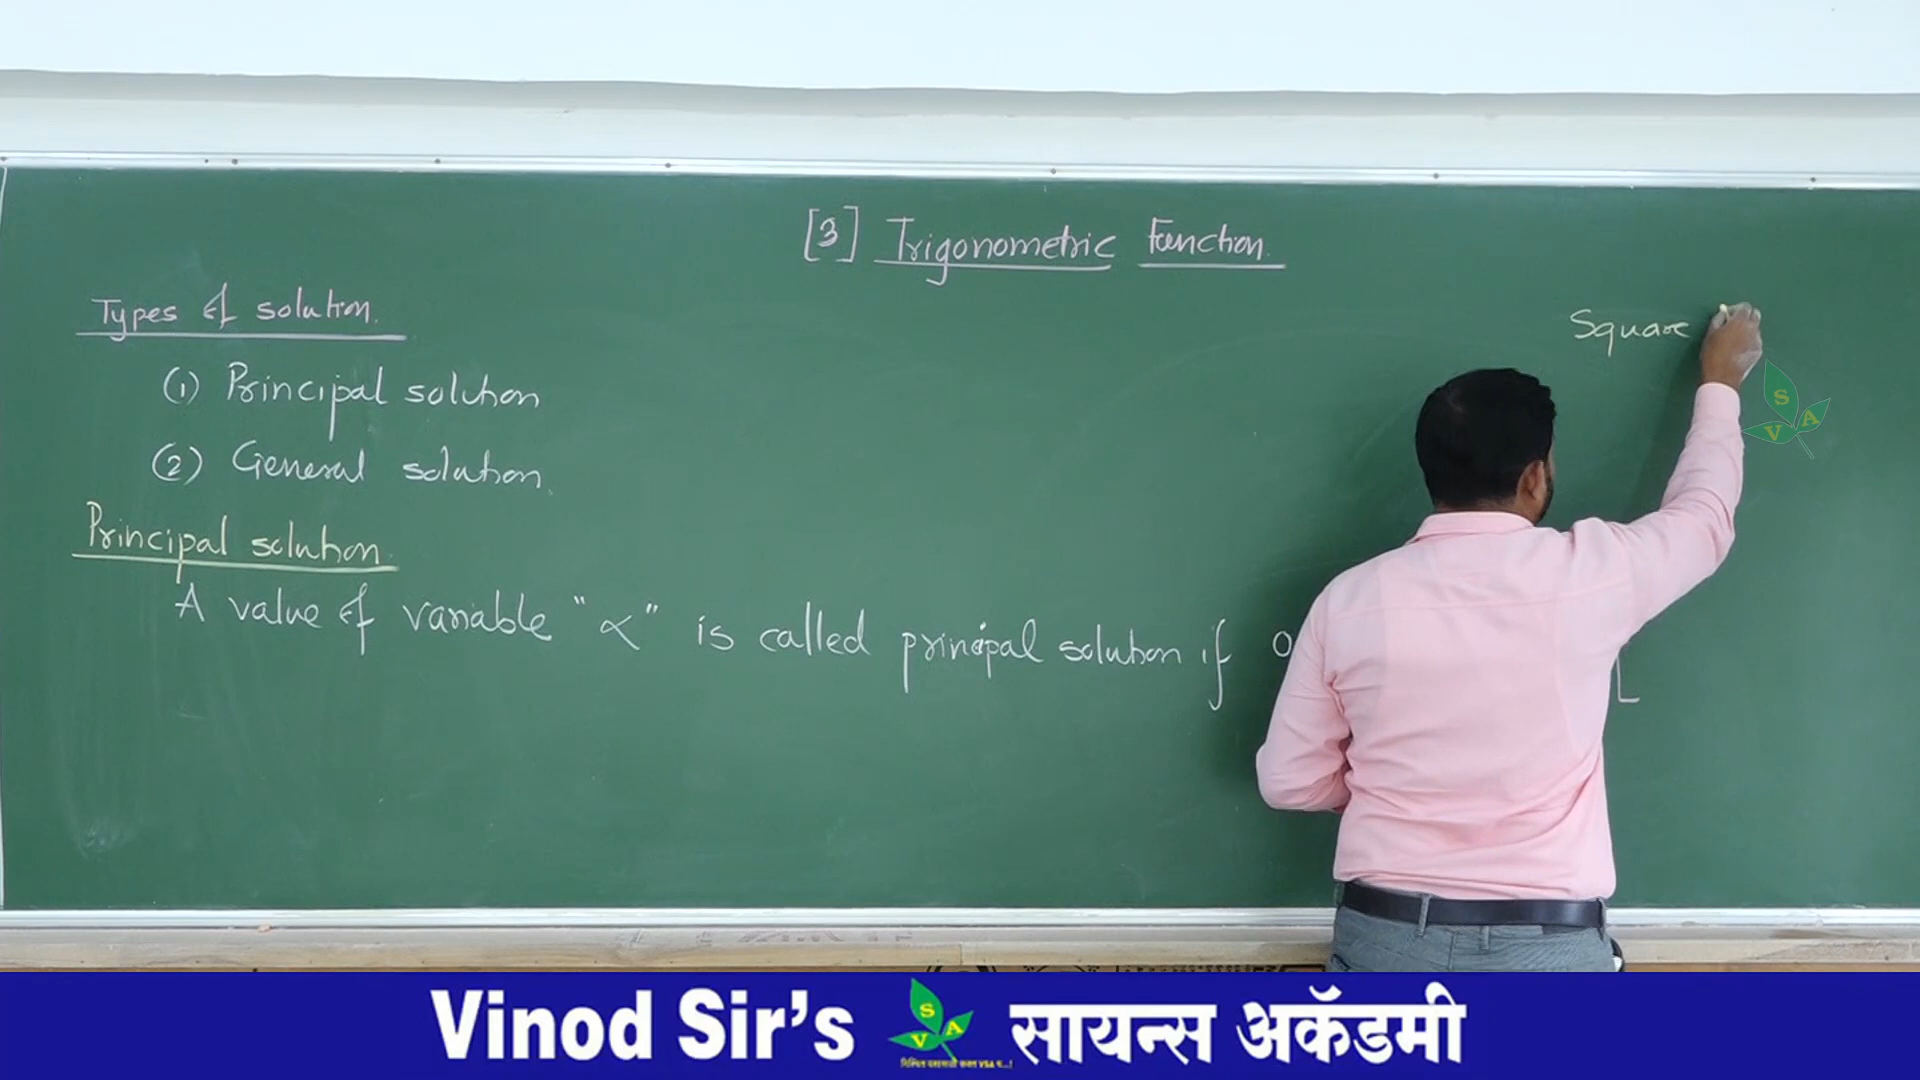 [3] Trigonometric Function.
Types of solution.
Square
(1) Principal solution
(2) General solution.
Principal solution.
A value of variable "∝" is called principal solution if 0 [
S
V A
Vinod Sir's
S
V A
सायन्स अकॅडमी